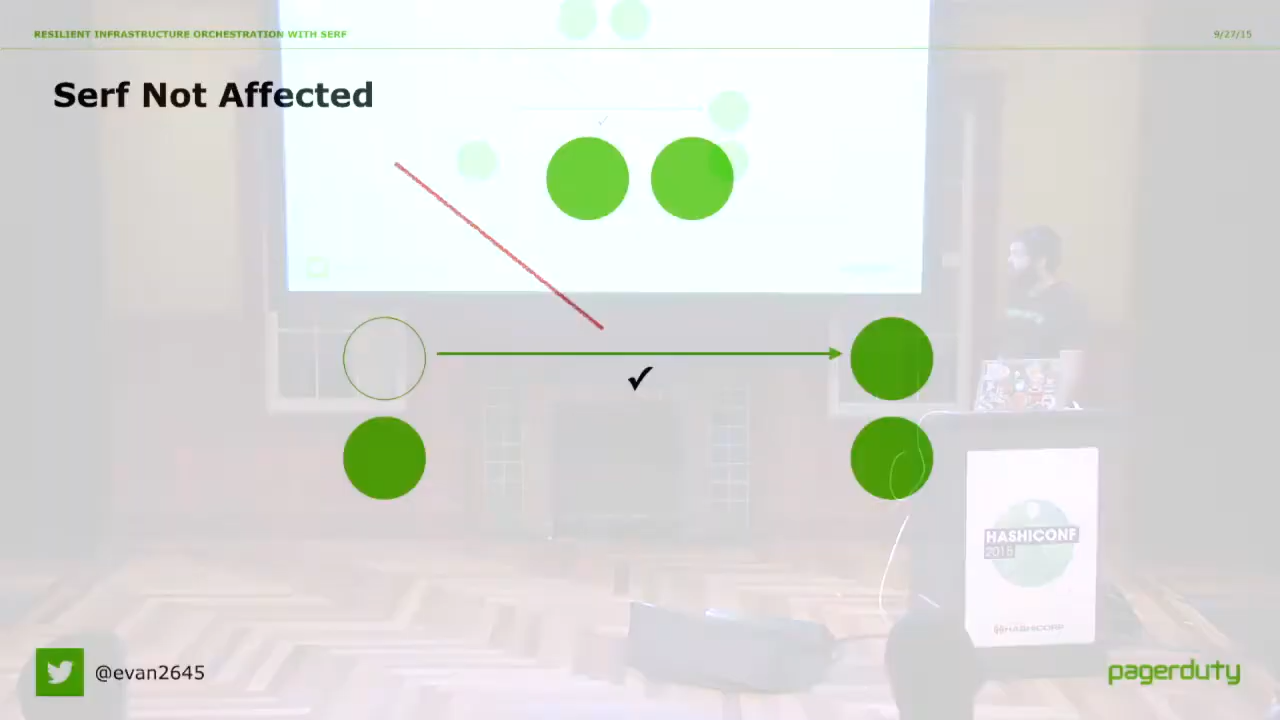 RESILIENT INFRASTRUCTURE ORCHESTRATION WITH SERF
9/27/15
Serf Not Affected
✓
✓
HASHICONF
2015
HASHICORP
@evan2645
pagerduty